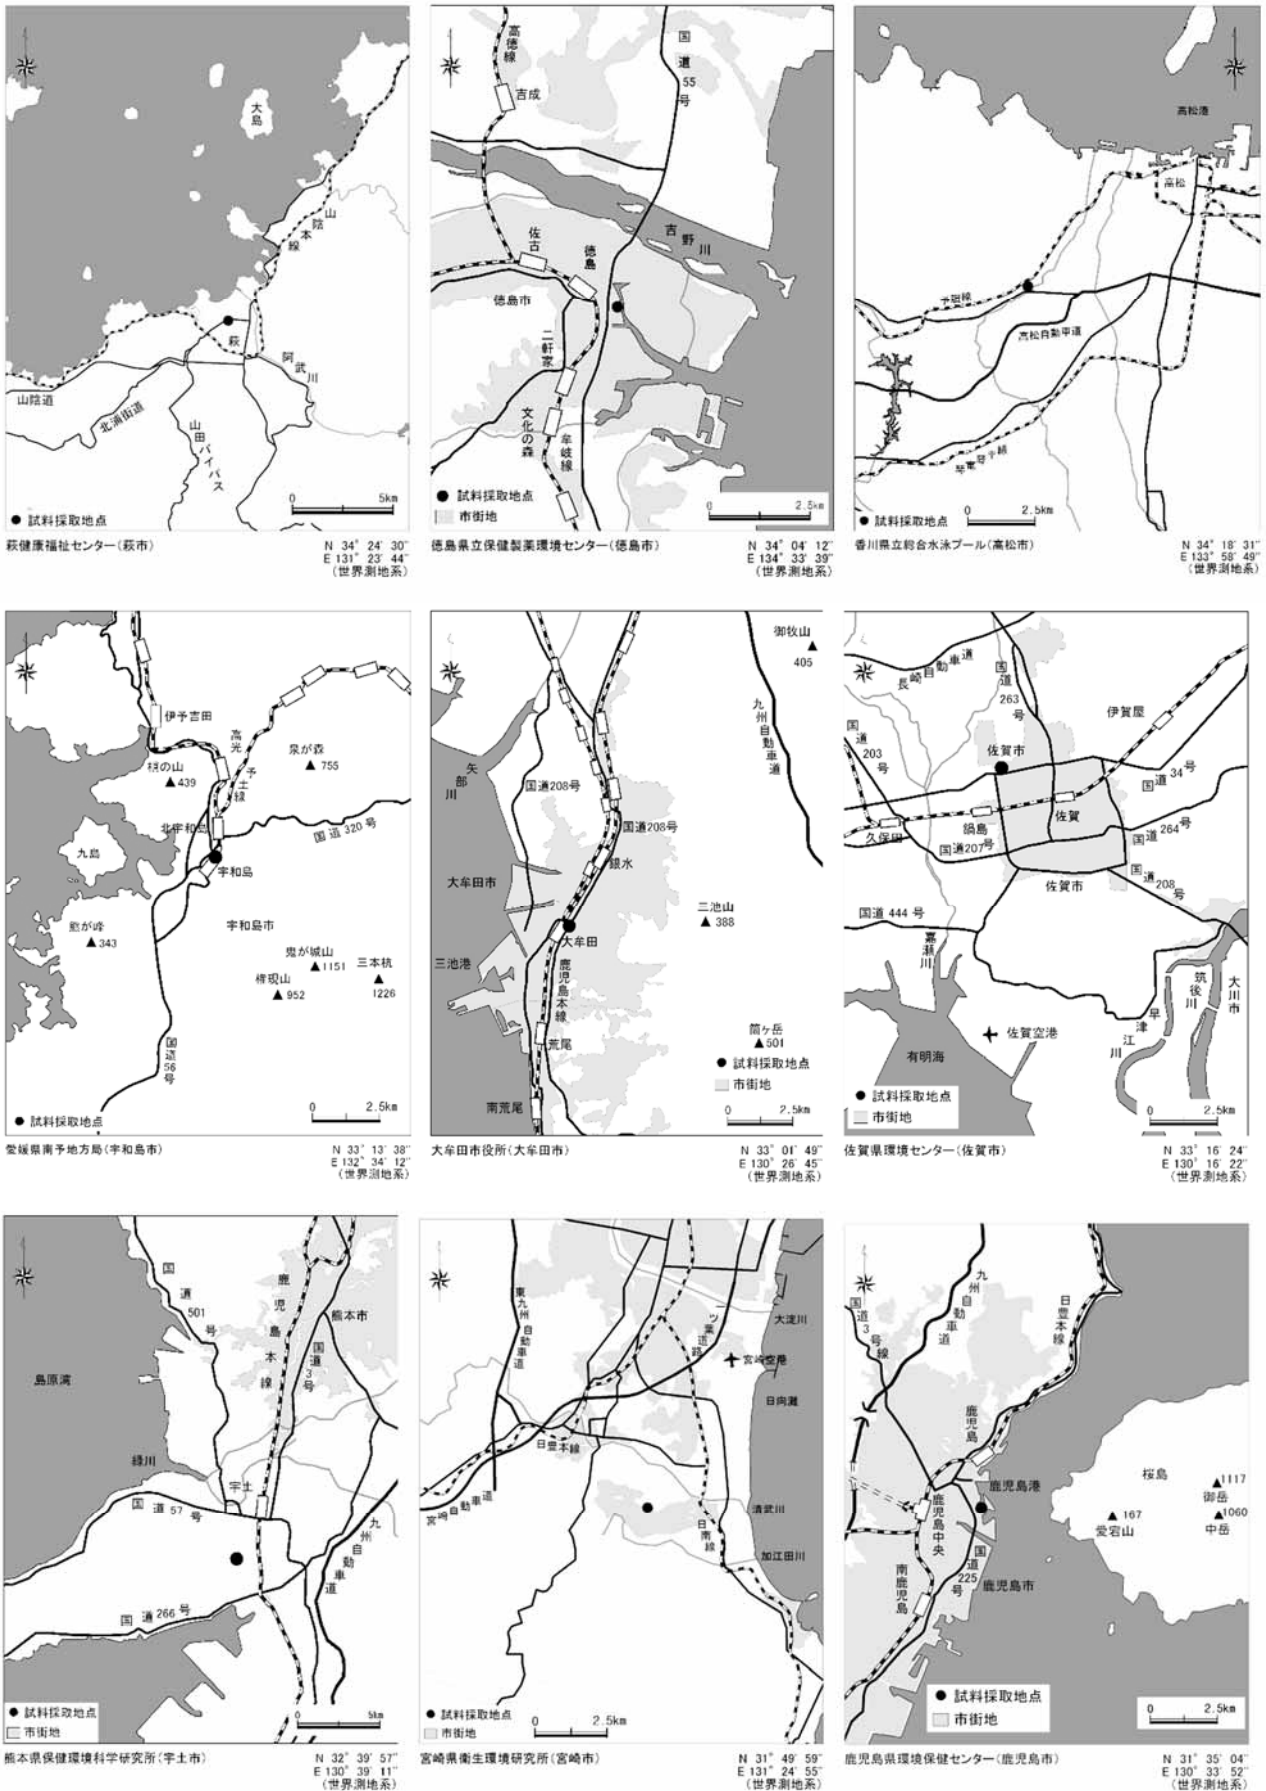 大島
山陰本線
萩
阿武川
山陰道
北浦街道
山田バイパス
0 5km
● 試料採取地点
萩健康福祉センター(萩市)
N 34° 24′ 30″
E 131° 23′ 44″
(世界測地系)
高徳線
国道55号
吉成
吉野川
佐古
徳島
徳島市
二軒家
文化の森
牟岐線
● 試料採取地点
市街地
0 2.5km
徳島県立保健製薬環境センター(徳島市)
N 34° 04′ 12″
E 134° 33′ 39″
(世界測地系)
高松港
高松
予讃線
高松自動車道
● 試料採取地点
0 2.5km
香川県立総合水泳プール(高松市)
N 34° 18′ 31″
E 133° 58′ 49″
(世界測地系)
伊予吉田
高光
泉が森
▲ 755
▲ 439
予土線
北宇和島
国道320号
九島
宇和島
▲ 343
宇和島市
鬼が城山
▲ 1151
三本杭
▲
1226
権現山
▲ 952
国道56号
● 試料採取地点
0 2.5km
愛媛県南予地方局(宇和島市)
N 33° 13′ 38″
E 132° 34′ 12″
(世界測地系)
御牧山
▲
405
九州自動車道
矢部川
国道208号
国道208号
銀水
大牟田市
三池山
▲ 388
大牟田
三池港
鹿児島本線
筒ヶ岳
▲501
荒尾
南荒尾
● 試料採取地点
市街地
0 2.5km
大牟田市役所(大牟田市)
N 33° 01′ 49″
E 130° 26′ 45″
(世界測地系)
長崎自動車道
国道263号
伊賀屋
国道203号
佐賀市
国道34号
鍋島
佐賀
久保田
国道207号
国道264号
佐賀市
国道208号
国道444号
嘉瀬川
筑後川
大川市
早津江川
佐賀空港
有明海
● 試料採取地点
市街地
0 2.5km
佐賀県環境センター(佐賀市)
N 33° 16′ 24″
E 130° 16′ 22″
(世界測地系)
国道501号
鹿児島本線
熊本市
国道3号
島原湾
緑川
宇土
国道57号
九州自動車道
国道266号
● 試料採取地点
市街地
0 5km
熊本県保健環境科学研究所(宇土市)
N 32° 39′ 57″
E 130° 39′ 11″
(世界測地系)
東九州自動車道
一ツ葉道路
大淀川
宮崎空港
日向灘
日豊本線
宮崎自動車道
清武川
日南線
加江田川
● 試料採取地点
市街地
0 2.5km
宮崎県衛生環境研究所(宮崎市)
N 31° 49′ 59″
E 131° 24′ 55″
(世界測地系)
国道3号線
九州自動車道
日豊本線
鹿児島
桜島
▲1117
御岳
▲1060
中岳
▲ 167
愛宕山
鹿児島港
鹿児島中央
国道225号
鹿児島市
南鹿児島
● 試料採取地点
市街地
0 2.5km
鹿児島県環境保健センター(鹿児島市)
N 31° 35′ 04″
E 130° 33′ 52″
(世界測地系)